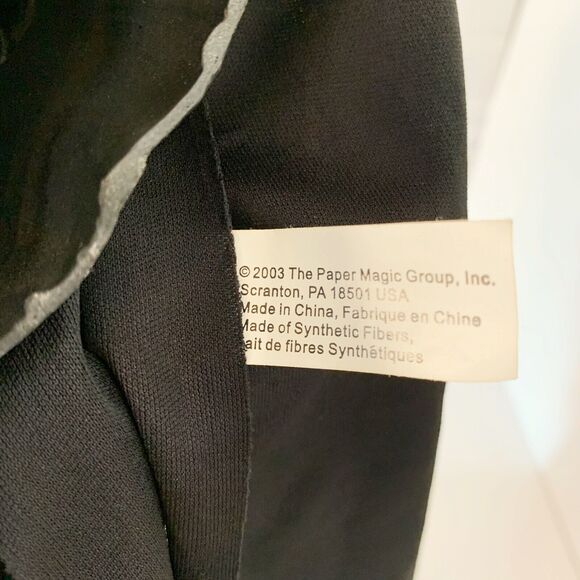 © 2003 The Paper Magic Group, Inc.
Scranton, PA 18501 USA
Made in China, Fabrique en Chine
Made of Synthetic Fibers,
ait de fibres Synthétiques